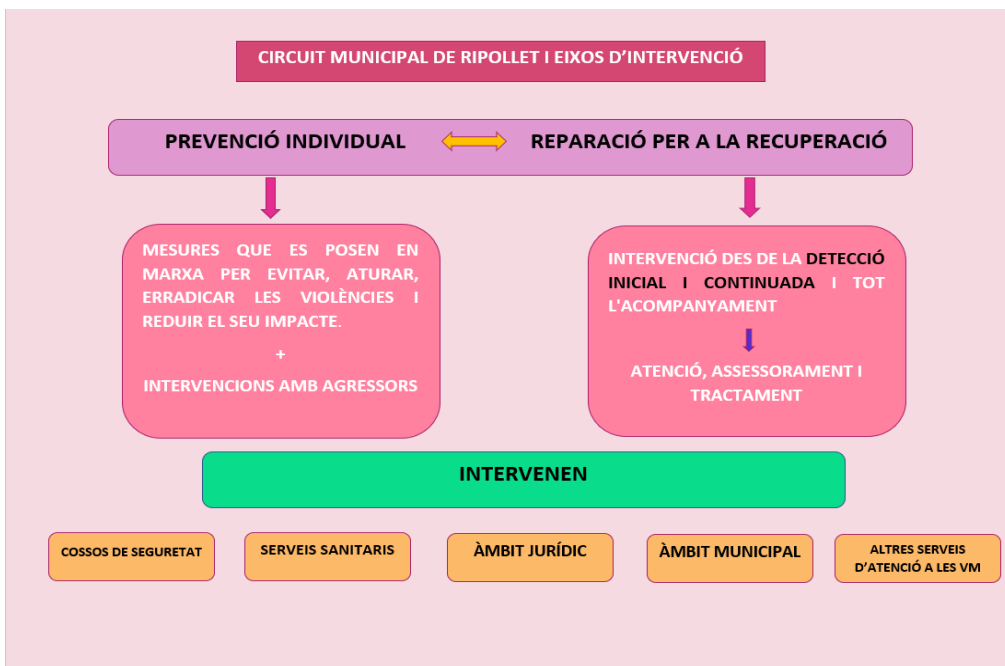 CIRCUIT MUNICIPAL DE RIPOLLET I EIXOS D’INTERVENCIÓ
PREVENCIÓ INDIVIDUAL
REPARACIÓ PER A LA RECUPERACIÓ
MESURES QUE ES POSEN EN
MARXA PER EVITAR, ATURAR,
ERRADICAR LES VIOLÈNCIES I
REDUIR EL SEU IMPACTE.
+
INTERVENCIONS AMB AGRESSORS
INTERVENCIÓ DES DE LA DETECCIÓ
INICIAL I CONTINUADA I TOT
L'ACOMPANYAMENT
ATENCIÓ, ASSESSORAMENT I
TRACTAMENT
INTERVENEN
COSSOS DE SEGURETAT
SERVEIS SANITARIS
ÀMBIT JURÍDIC
ÀMBIT MUNICIPAL
ALTRES SERVEIS
D’ATENCIÓ A LES VM